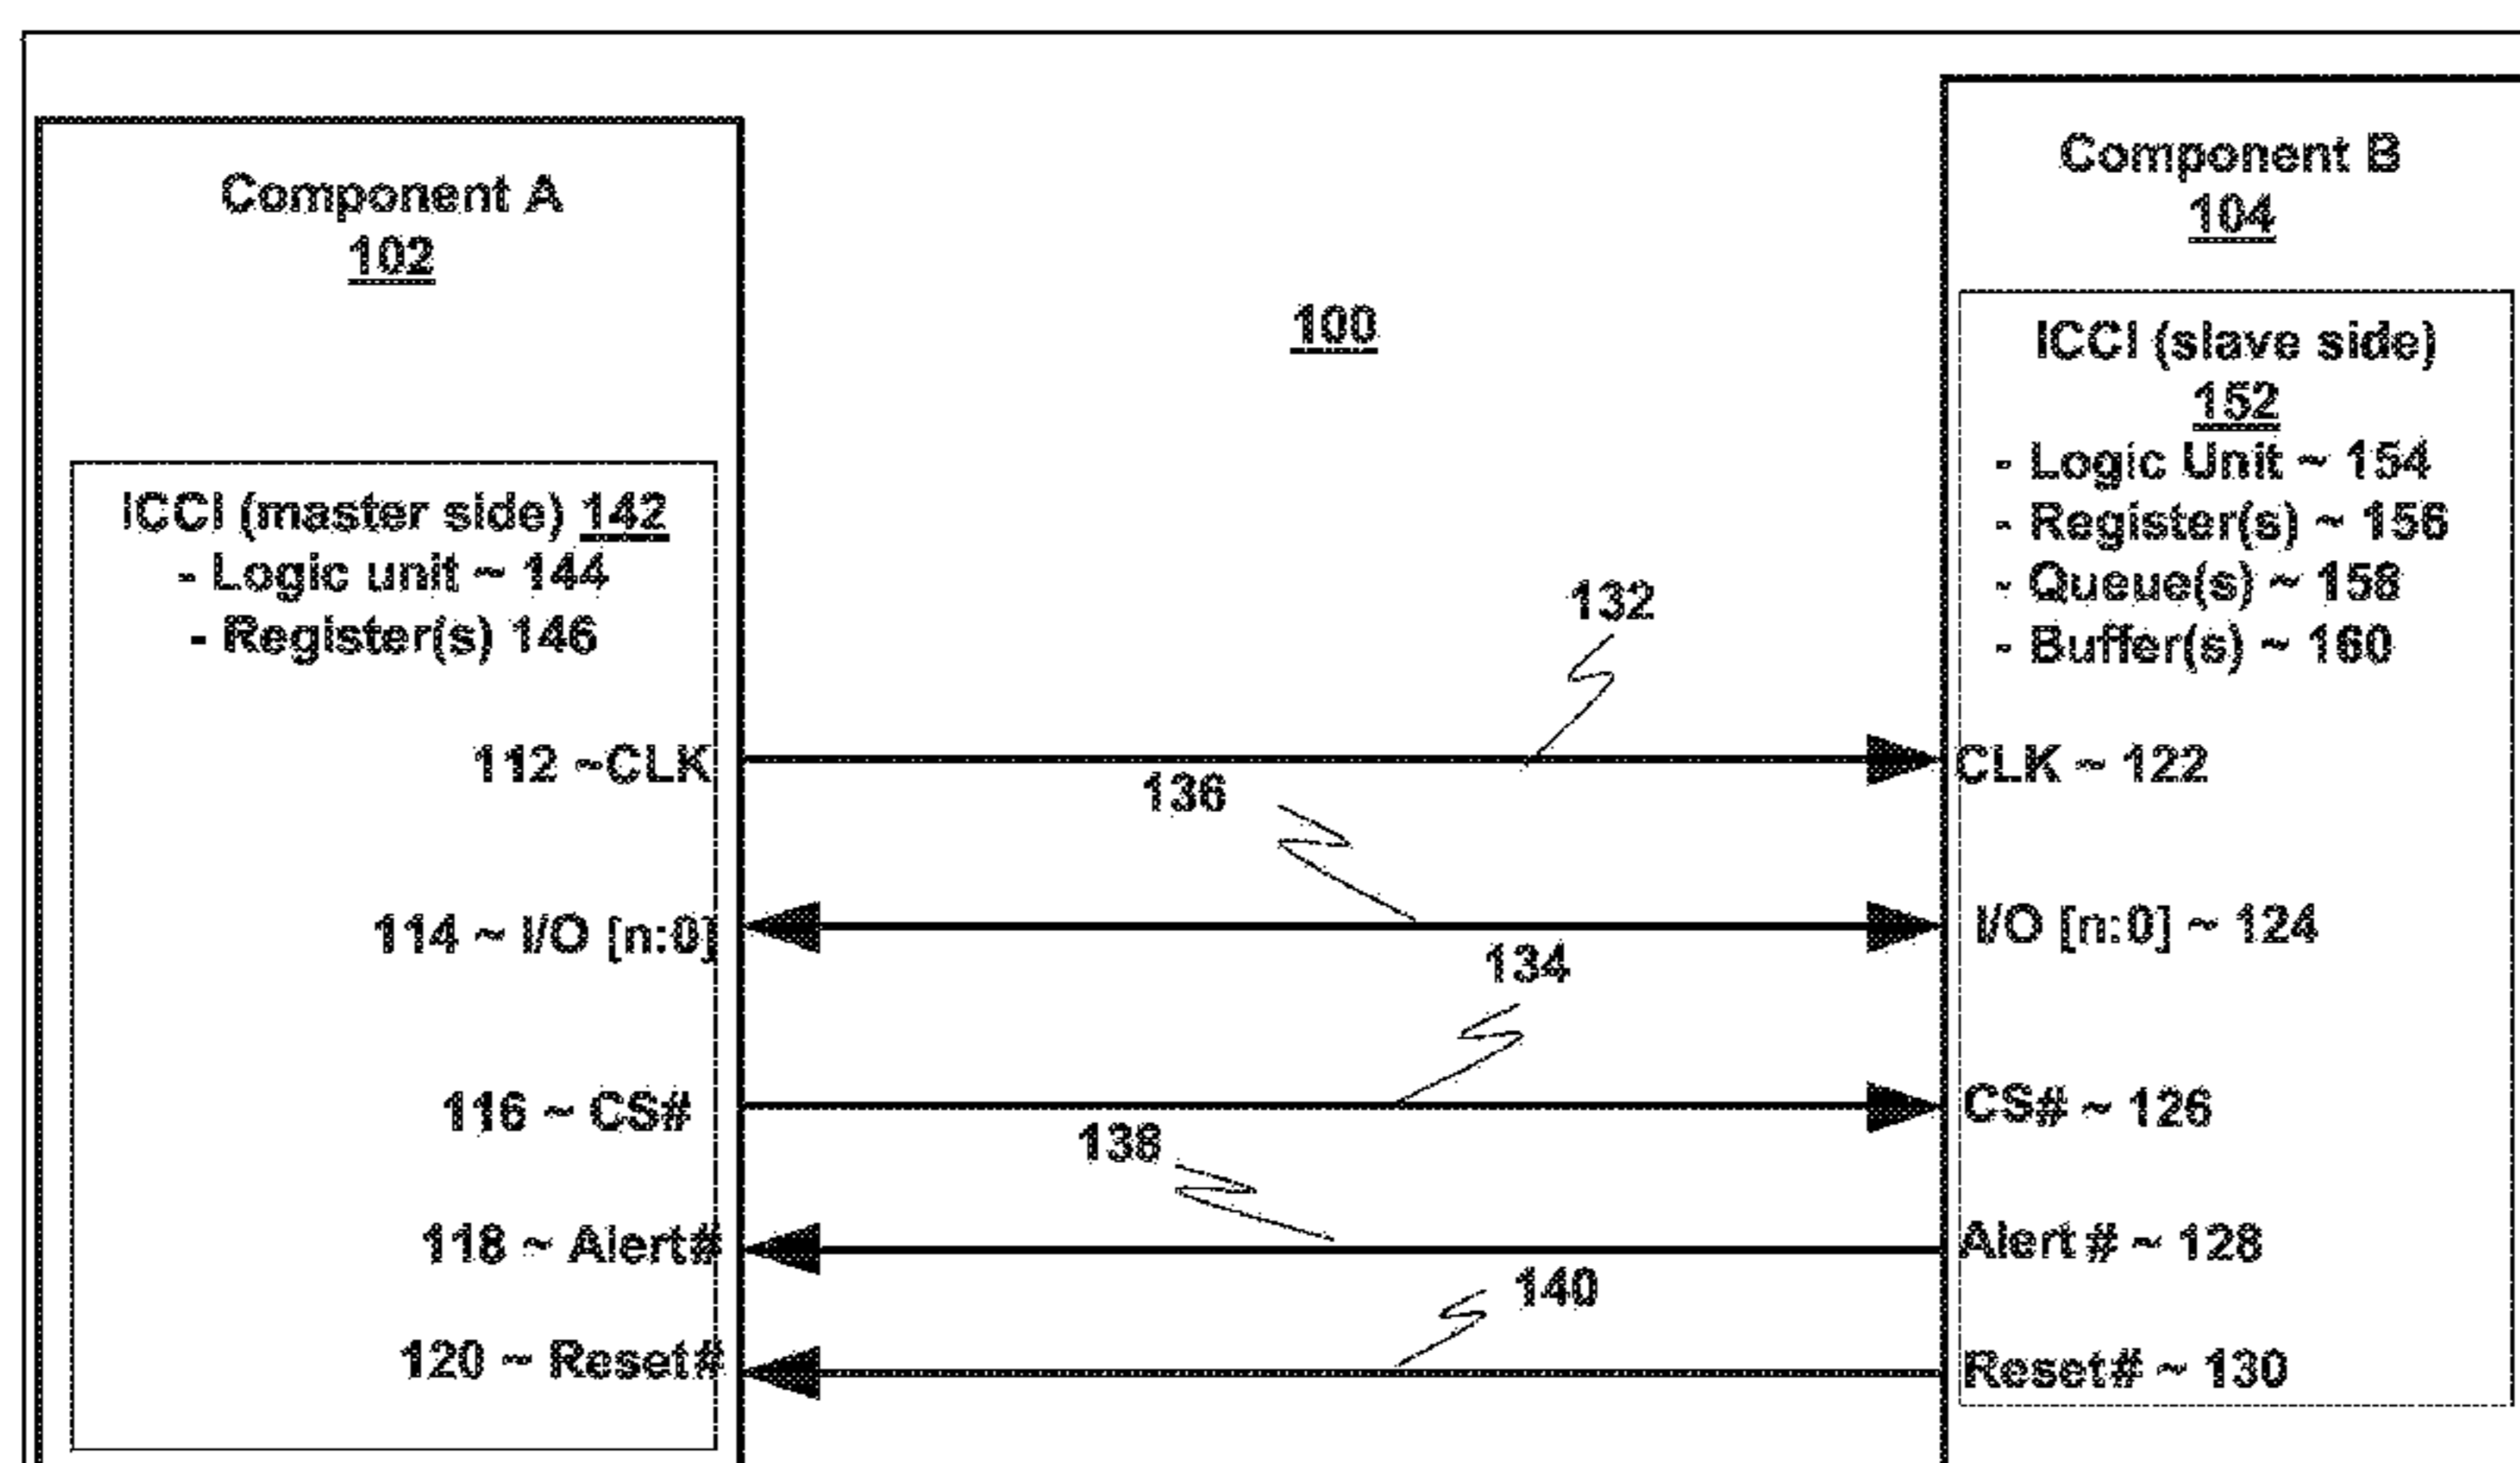 Component A
102
ICCI (master side) 142
- Logic unit ~ 144
- Register(s) 146
112 ~CLK
114 ~ I/O [n:0]
116 ~ CS#
118 ~ Alert#
120 ~ Reset#
100
132
136
134
138
140
Component B
104
ICCI (slave side)
152
- Logic Unit ~ 154
- Register(s) ~ 156
- Queue(s) ~ 158
- Buffer(s) ~ 160
CLK ~ 122
I/O [n:0] ~ 124
CS# ~ 126
Alert # ~ 128
Reset# ~ 130